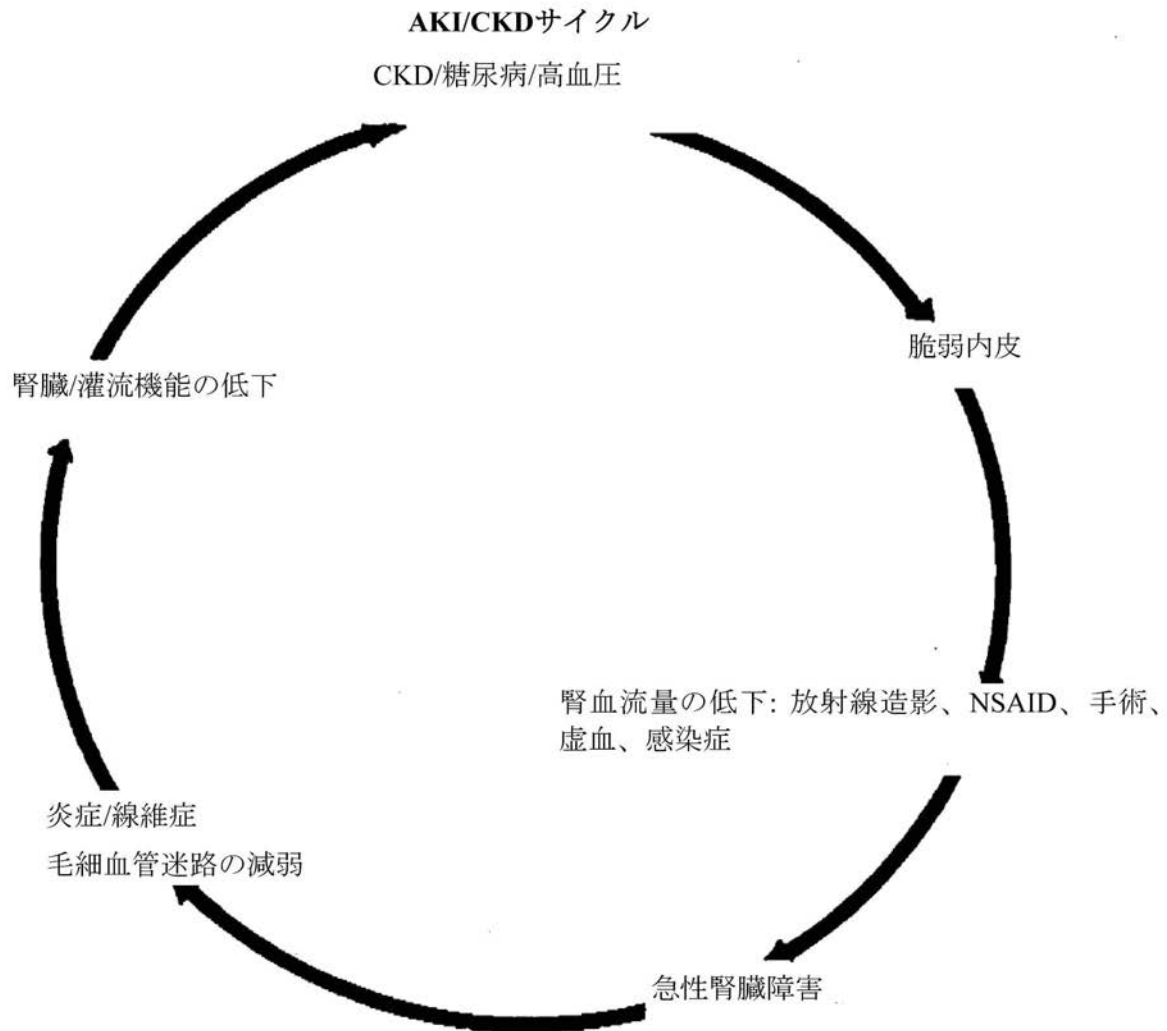 AKI/CKDサイクル
CKD/糖尿病/高血圧
脆弱内皮
腎血流量の低下: 放射線造影、NSAID、手術、
虚血、感染症
急性腎臓障害
炎症/線維症
毛細血管迷路の減弱
腎臓/灌流機能の低下